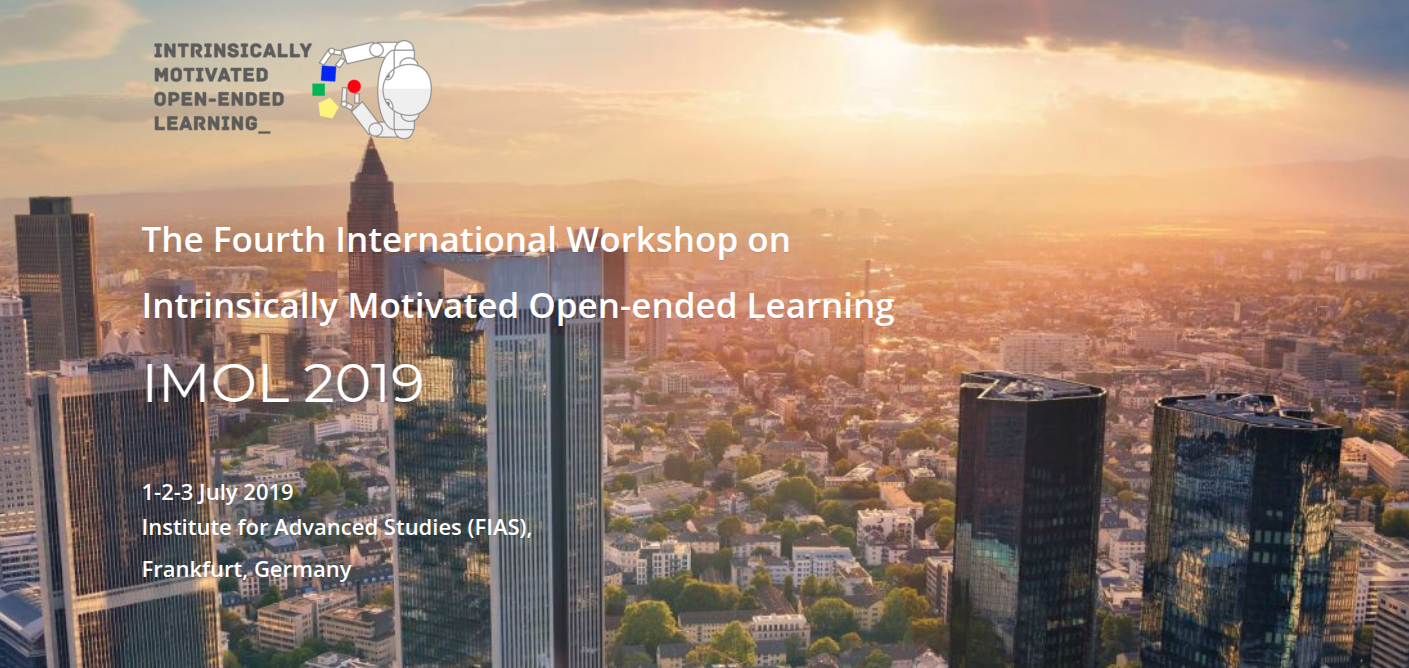 INTRINSICALLY
MOTIVATED
OPEN-ENDED
LEARNING_
The Fourth International Workshop on
Intrinsically Motivated Open-ended Learning
IMOL 2019
1-2-3 July 2019
Institute for Advanced Studies (FIAS),
Frankfurt, Germany